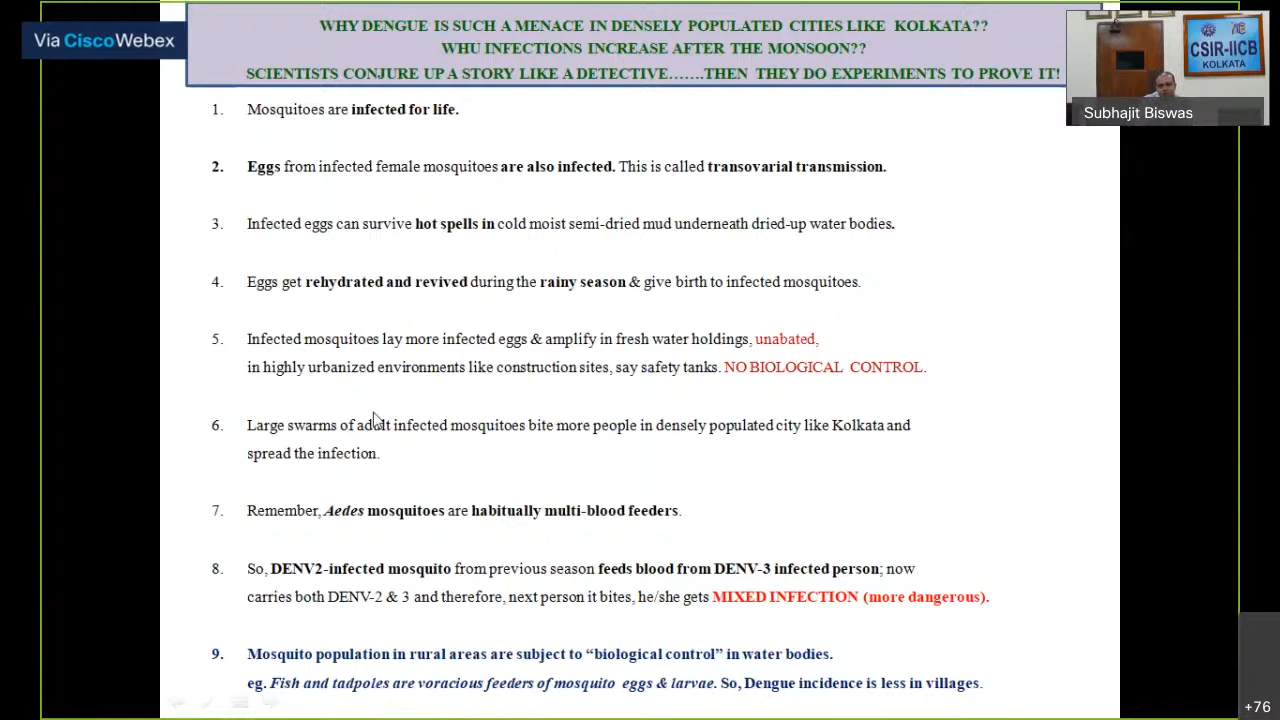 Via CiscoWebex
WHY DENGUE IS SUCH A MENACE IN DENSELY POPULATED CITIES LIKE KOLKATA??
WHU INFECTIONS INCREASE AFTER THE MONSOON??
SCIENTISTS CONJURE UP A STORY LIKE A DETECTIVE…….THEN THEY DO EXPERIMENTS TO PROVE IT!
CSIR-IICB
KOLKATA
Subhajit Biswas
1. Mosquitoes are infected for life.
2. Eggs from infected female mosquitoes are also infected. This is called transovarial transmission.
3. Infected eggs can survive hot spells in cold moist semi-dried mud underneath dried-up water bodies.
4. Eggs get rehydrated and revived during the rainy season & give birth to infected mosquitoes.
5. Infected mosquitoes lay more infected eggs & amplify in fresh water holdings, unabated,
in highly urbanized environments like construction sites, say safety tanks. NO BIOLOGICAL CONTROL.
6. Large swarms of adult infected mosquitoes bite more people in densely populated city like Kolkata and
spread the infection.
7. Remember, Aedes mosquitoes are habitually multi-blood feeders.
8. So, DENV2-infected mosquito from previous season feeds blood from DENV-3 infected person; now
carries both DENV-2 & 3 and therefore, next person it bites, he/she gets MIXED INFECTION (more dangerous).
9. Mosquito population in rural areas are subject to “biological control” in water bodies.
eg. Fish and tadpoles are voracious feeders of mosquito eggs & larvae. So, Dengue incidence is less in villages.
+76